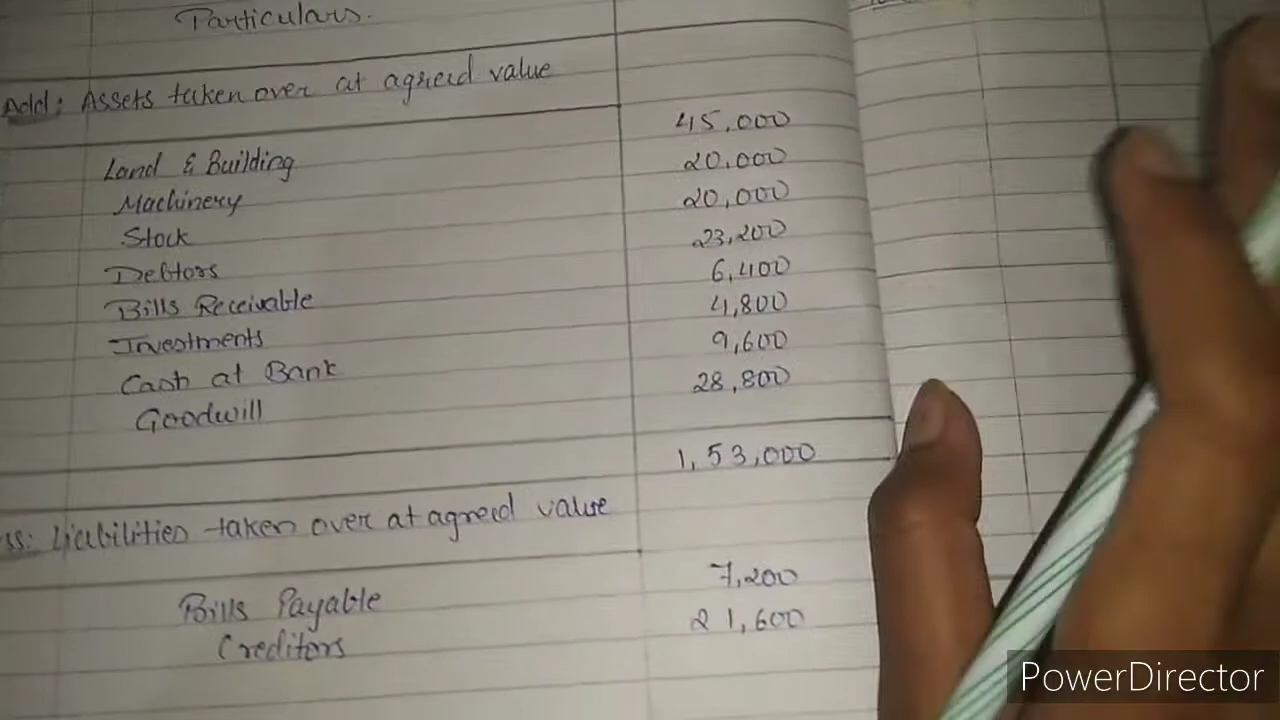 Particulars.
Add: Assets taken over at agreed value
Land & Building 45,000
Machinery 20,000
Stock 20,000
Debtors 23,200
Bills Receivable 6,400
Investments 4,800
Cash at Bank 9,600
Goodwill 28,800
1,53,000
ss: Liabilities taken over at agreed value
Bills Payable 7,200
Creditors 21,600
PowerDirector